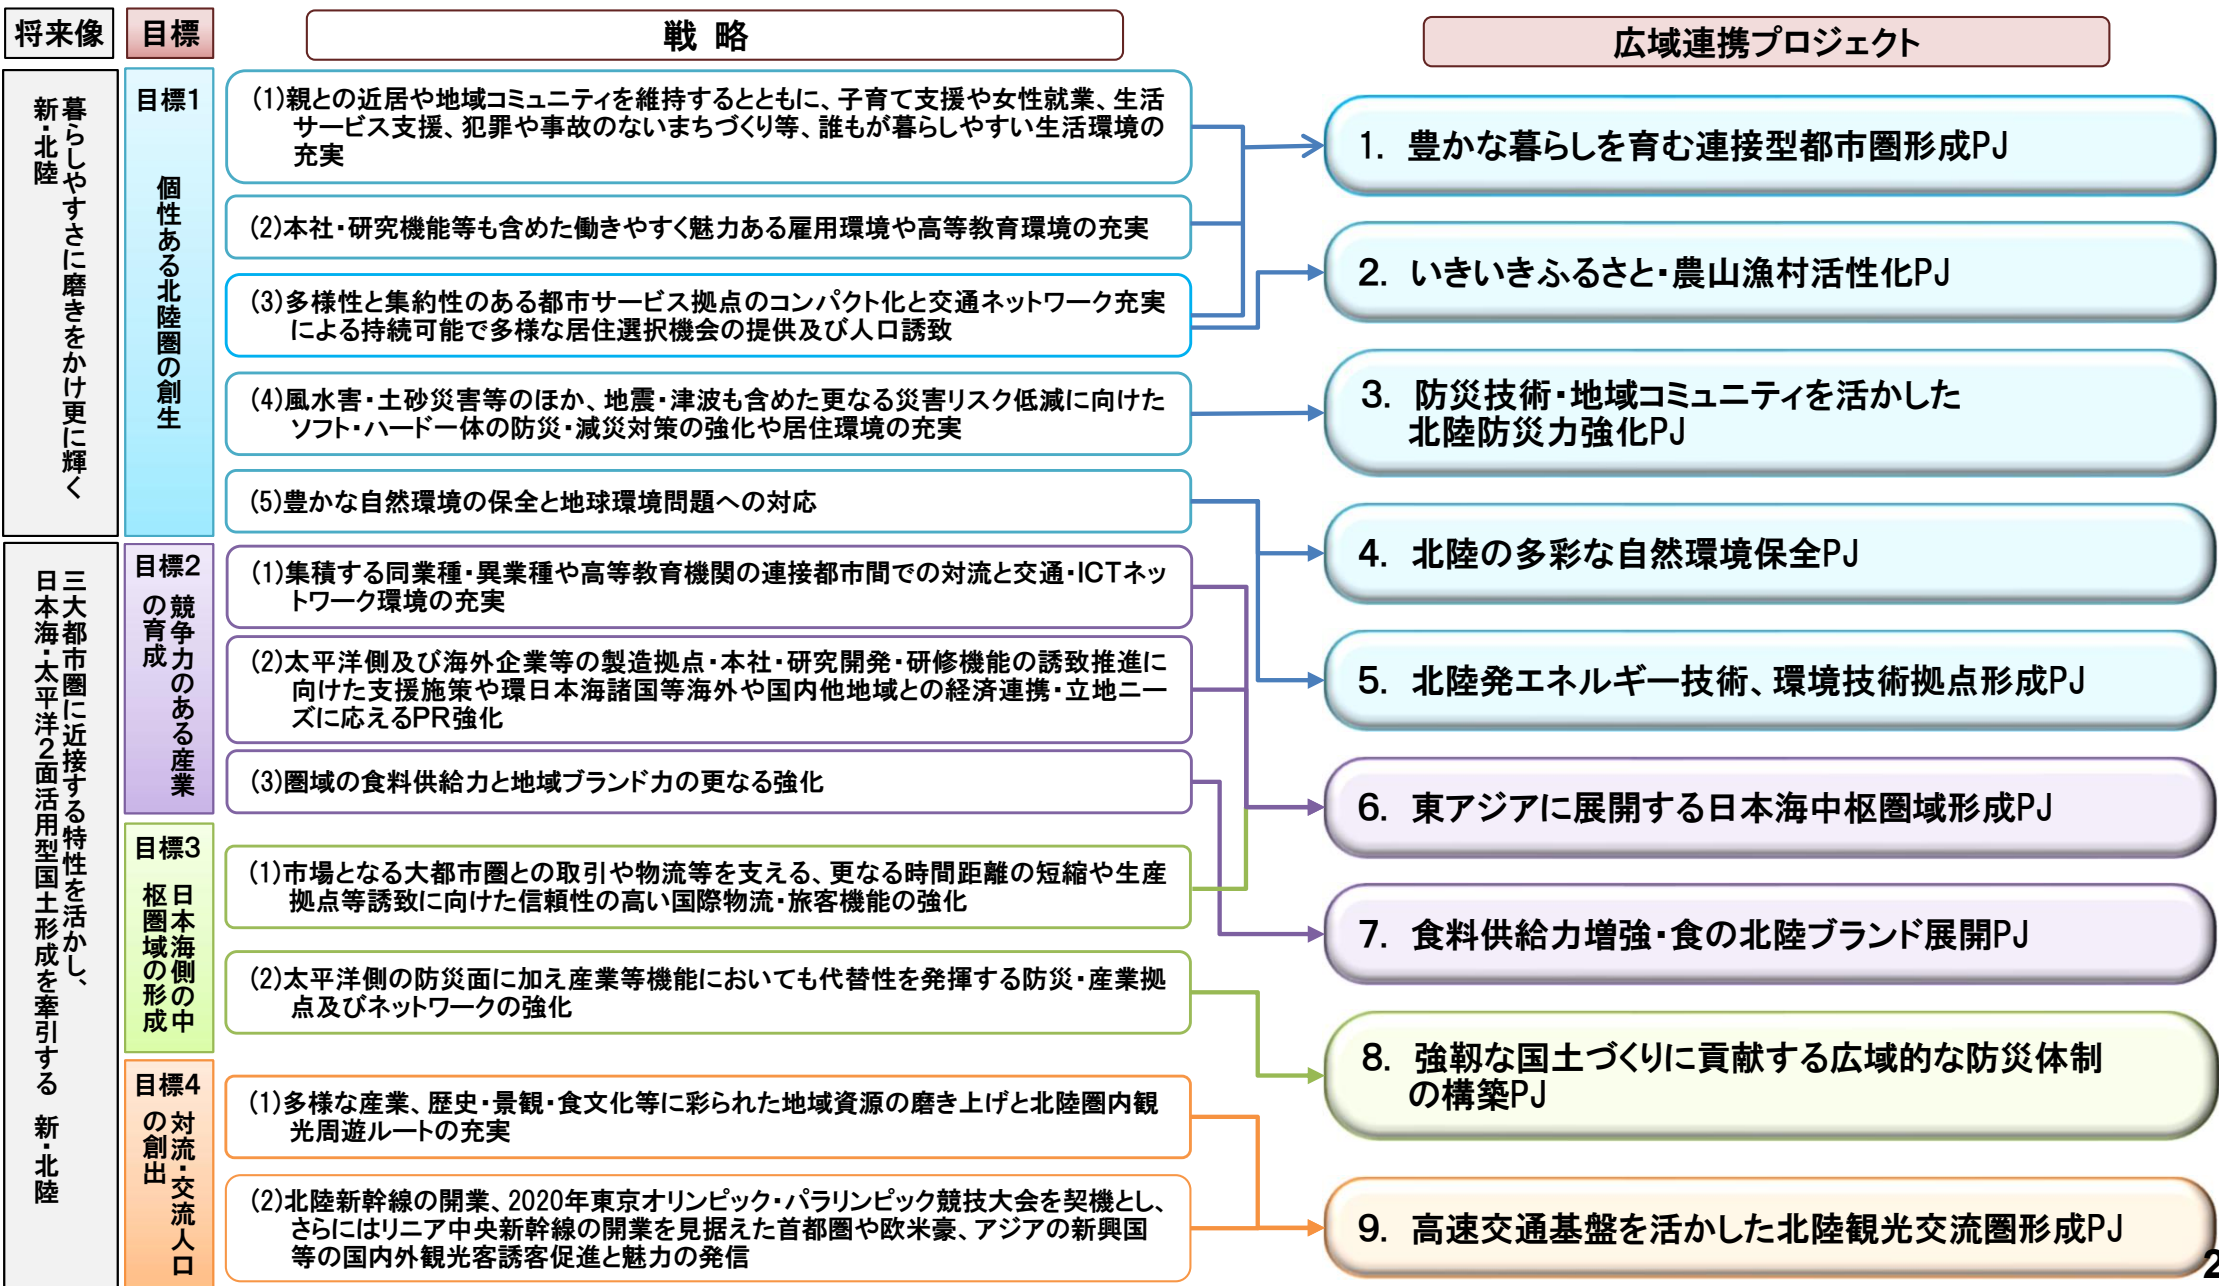 将来像
目標
戦 略
広域連携プロジェクト
暮らしやすさに磨きをかけ更に輝く
新・北陸
目標1
個性ある北陸圏の創生
(1)親との近居や地域コミュニティを維持するとともに、子育て支援や女性就業、生活
サービス支援、犯罪や事故のないまちづくり等、誰もが暮らしやすい生活環境の
充実
(2)本社・研究機能等も含めた働きやすく魅力ある雇用環境や高等教育環境の充実
(3)多様性と集約性のある都市サービス拠点のコンパクト化と交通ネットワーク充実
による持続可能で多様な居住選択機会の提供及び人口誘致
(4)風水害・土砂災害等のほか、地震・津波も含めた更なる災害リスク低減に向けた
ソフト・ハード一体の防災・減災対策の強化や居住環境の充実
(5)豊かな自然環境の保全と地球環境問題への対応
三大都市圏に近接する特性を活かし、
日本海・太平洋2面活用型国土形成を牽引する 新・北陸
目標2
競争力のある産業
の育成
(1)集積する同業種・異業種や高等教育機関の連接都市間での対流と交通・ICTネッ
トワーク環境の充実
(2)太平洋側及び海外企業等の製造拠点・本社・研究開発・研修機能の誘致推進に
向けた支援施策や環日本海諸国等海外や国内他地域との経済連携・立地ニー
ズに応えるPR強化
(3)圏域の食料供給力と地域ブランド力の更なる強化
目標3
日本海側の中
枢圏域の形成
(1)市場となる大都市圏との取引や物流等を支える、更なる時間距離の短縮や生産
拠点等誘致に向けた信頼性の高い国際物流・旅客機能の強化
(2)太平洋側の防災面に加え産業等機能においても代替性を発揮する防災・産業拠
点及びネットワークの強化
目標4
対流・交流人口
の創出
(1)多様な産業、歴史・景観・食文化等に彩られた地域資源の磨き上げと北陸圏内観
光周遊ルートの充実
(2)北陸新幹線の開業、2020年東京オリンピック・パラリンピック競技大会を契機とし、
さらにはリニア中央新幹線の開業を見据えた首都圏や欧米豪、アジアの新興国
等の国内外観光客誘客促進と魅力の発信
1. 豊かな暮らしを育む連接型都市圏形成PJ
2. いきいきふるさと・農山漁村活性化PJ
3. 防災技術・地域コミュニティを活かした
北陸防災力強化PJ
4. 北陸の多彩な自然環境保全PJ
5. 北陸発エネルギー技術、環境技術拠点形成PJ
6. 東アジアに展開する日本海中枢圏域形成PJ
7. 食料供給力増強・食の北陸ブランド展開PJ
8. 強靱な国土づくりに貢献する広域的な防災体制
の構築PJ
9. 高速交通基盤を活かした北陸観光交流圏形成PJ
2